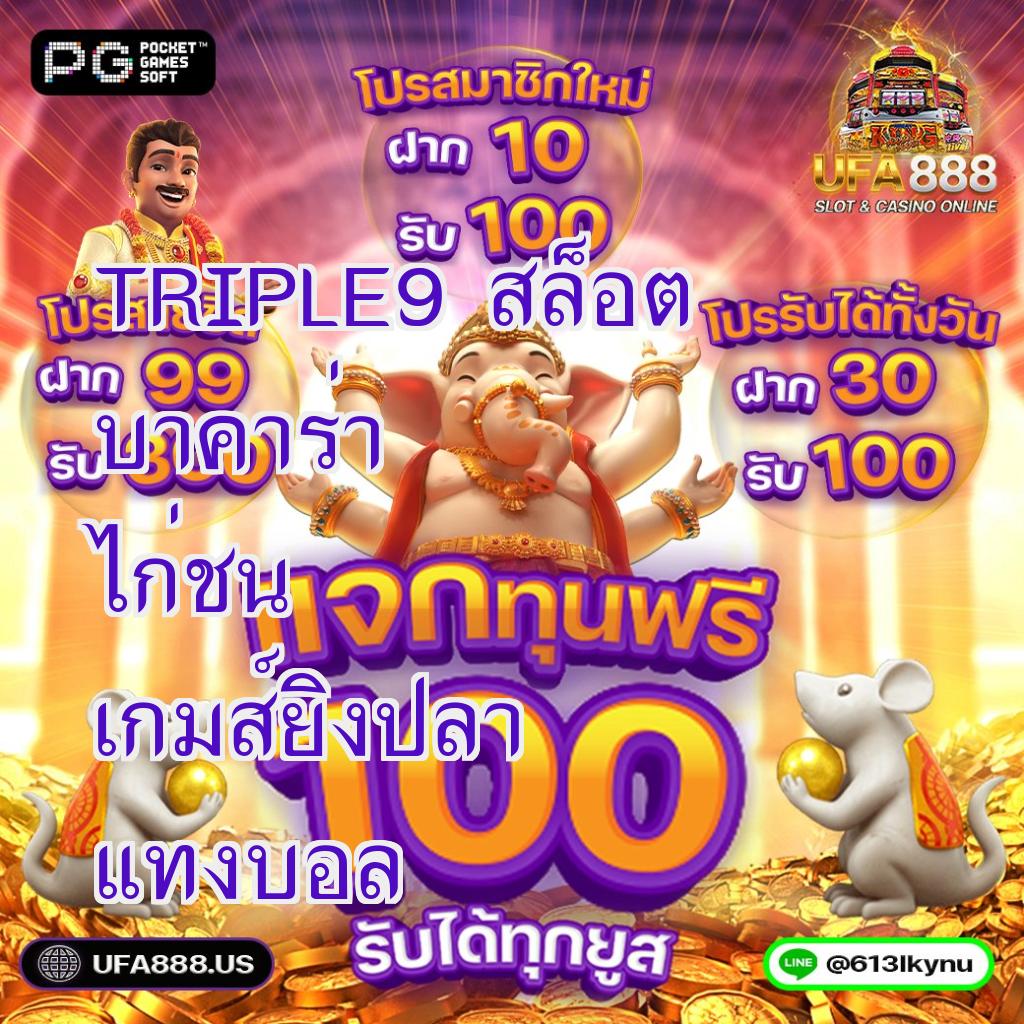 PG POCKET GAMES SOFT™
UFA888
SLOT & CASINO ONLINE
โปรสมาชิกใหม่
ฝาก 10
รับ 100
TRIPLE9 สล็อต
บาคาร่า
ไก่ชน
เกมส์ยิงปลา
แทงบอล
ฝาก 99
รับ 300
โปรรับได้ทั้งวัน
ฝาก 30
รับ 100
แจกทุนฟรี
100
รับได้ทุกยูส
UFA888.US
LINE @613lkynu